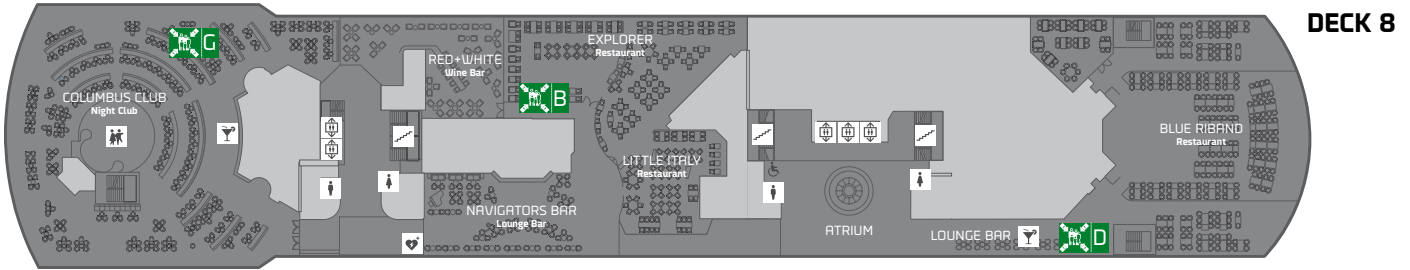 DECK 8
G
COLUMBUS CLUB
Night Club
RED+WHITE
Wine Bar
EXPLORER
Restaurant
B
NAVIGATORS BAR
Lounge Bar
LITTLE ITALY
Restaurant
ATRIUM
LOUNGE BAR
D
BLUE RIBAND
Restaurant